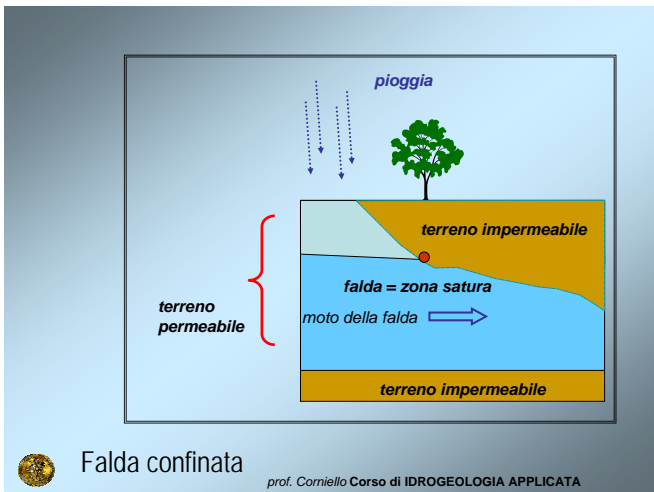 pioggia
terreno impermeabile
falda = zona satura
terreno
permeabile
moto della falda
terreno impermeabile
Falda confinata
prof. Corniello Corso di IDROGEOLOGIA APPLICATA